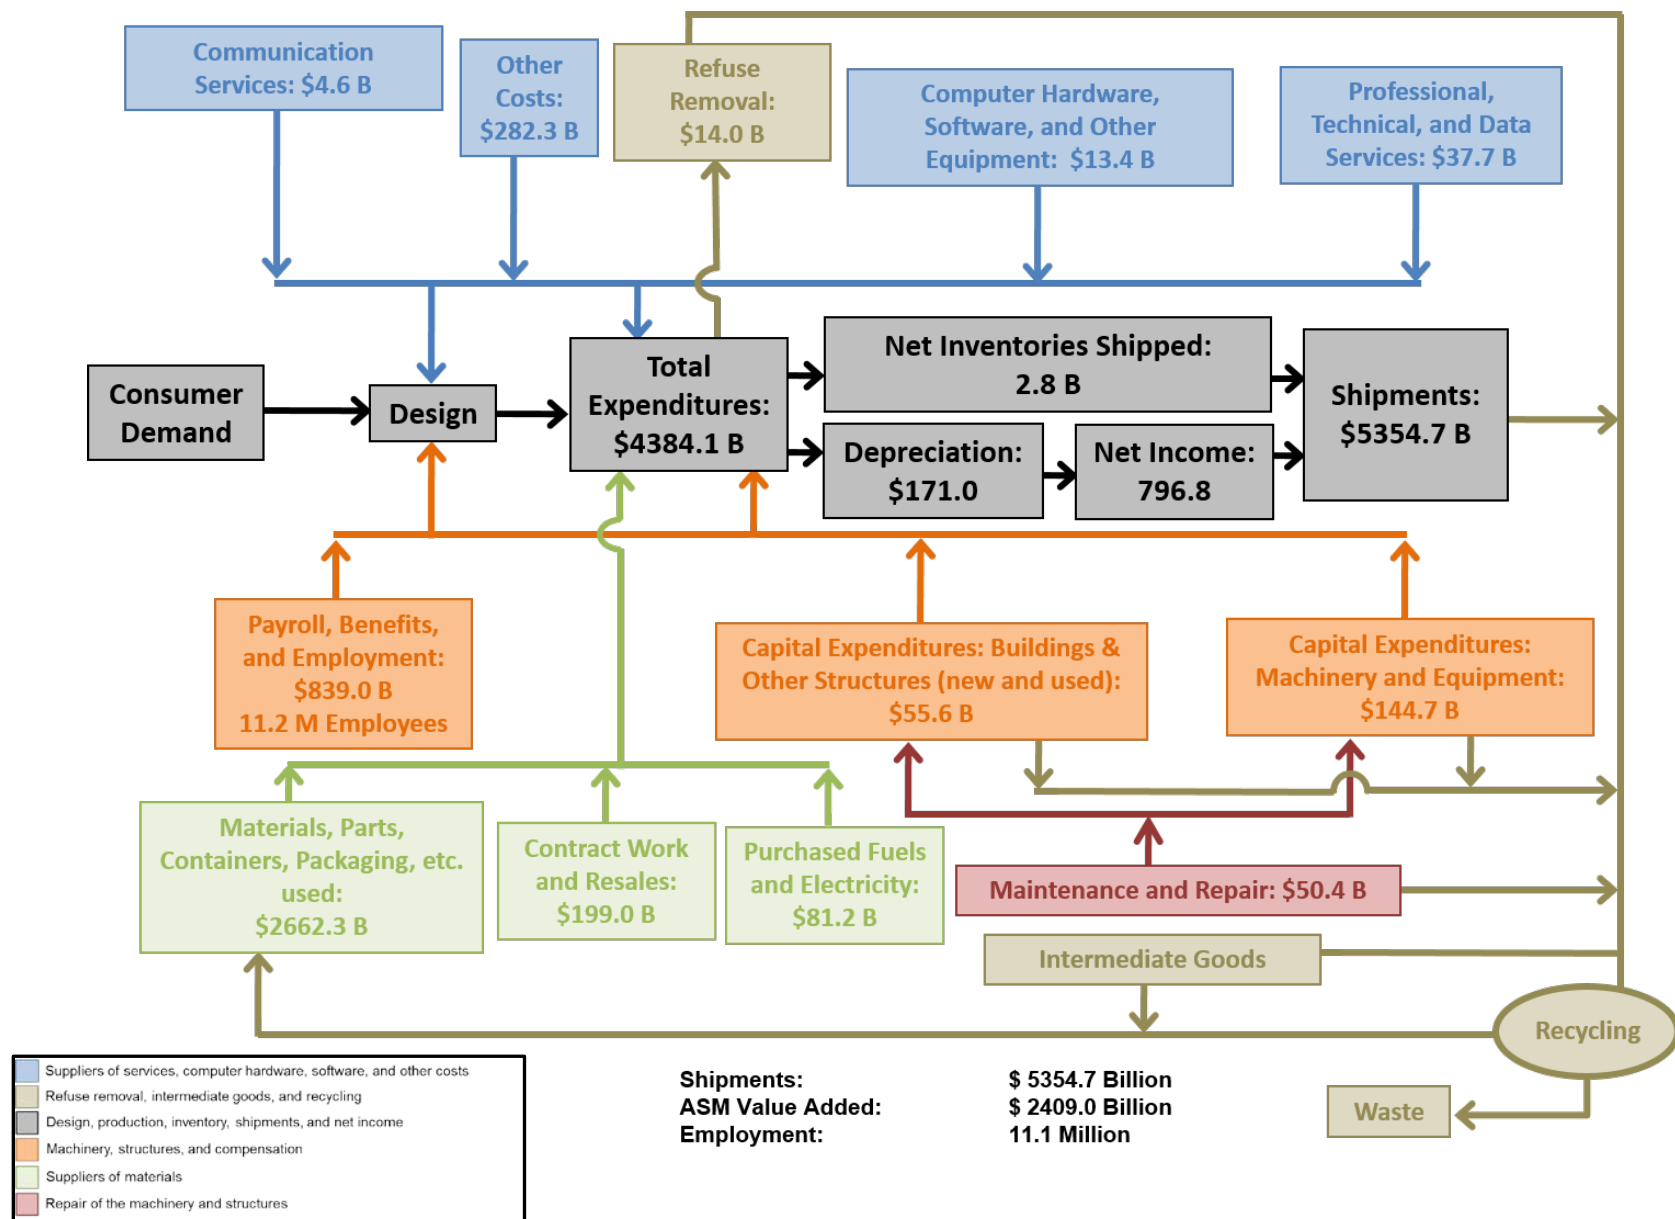 Communication
Services: $4.6 B
Other
Costs:
$282.3 B
Refuse
Removal:
$14.0 B
Computer Hardware,
Software, and Other
Equipment:  $13.4 B
Professional,
Technical, and Data
Services: $37.7 B
Consumer
Demand
Design
Total
Expenditures:
$4384.1 B
Net Inventories Shipped:
2.8 B
Depreciation:
$171.0
Net Income:
796.8
Shipments:
$5354.7 B
Payroll, Benefits,
and Employment:
$839.0 B
11.2 M Employees
Capital Expenditures: Buildings &
Other Structures (new and used):
$55.6 B
Capital Expenditures:
Machinery and Equipment:
$144.7 B
Materials, Parts,
Containers, Packaging, etc.
used:
$2662.3 B
Contract Work
and Resales:
$199.0 B
Purchased Fuels
and Electricity:
$81.2 B
Maintenance and Repair: $50.4 B
Intermediate Goods
Recycling
Waste
Suppliers of services, computer hardware, software, and other costs
Refuse removal, intermediate goods, and recycling
Design, production, inventory, shipments, and net income
Machinery, structures, and compensation
Suppliers of materials
Repair of the machinery and structures
Shipments: $ 5354.7 Billion
ASM Value Added: $ 2409.0 Billion
Employment: 11.1 Million